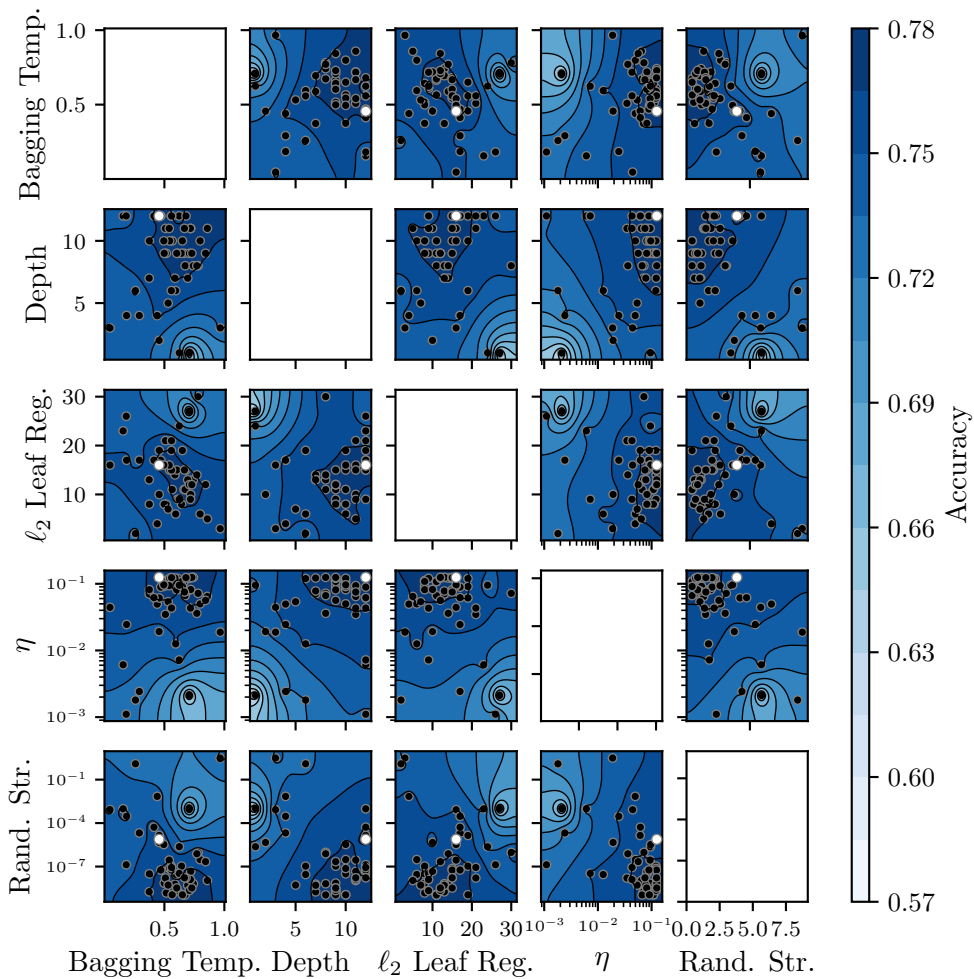 1.0
0.5
Bagging Temp.
10
5
Depth
30
20
10
ℓ₂ Leaf Reg.
10⁻¹
10⁻²
10⁻³
η
10⁻¹
10⁻⁴
10⁻⁷
Rand. Str.
0.5 1.0
5 10
10 20 30
10⁻³ 10⁻¹
0.0 2.5 5.0 7.5
Bagging Temp. Depth ℓ₂ Leaf Reg. η Rand. Str.
0.78
0.75
0.72
0.69
0.66
0.63
0.60
0.57
Accuracy